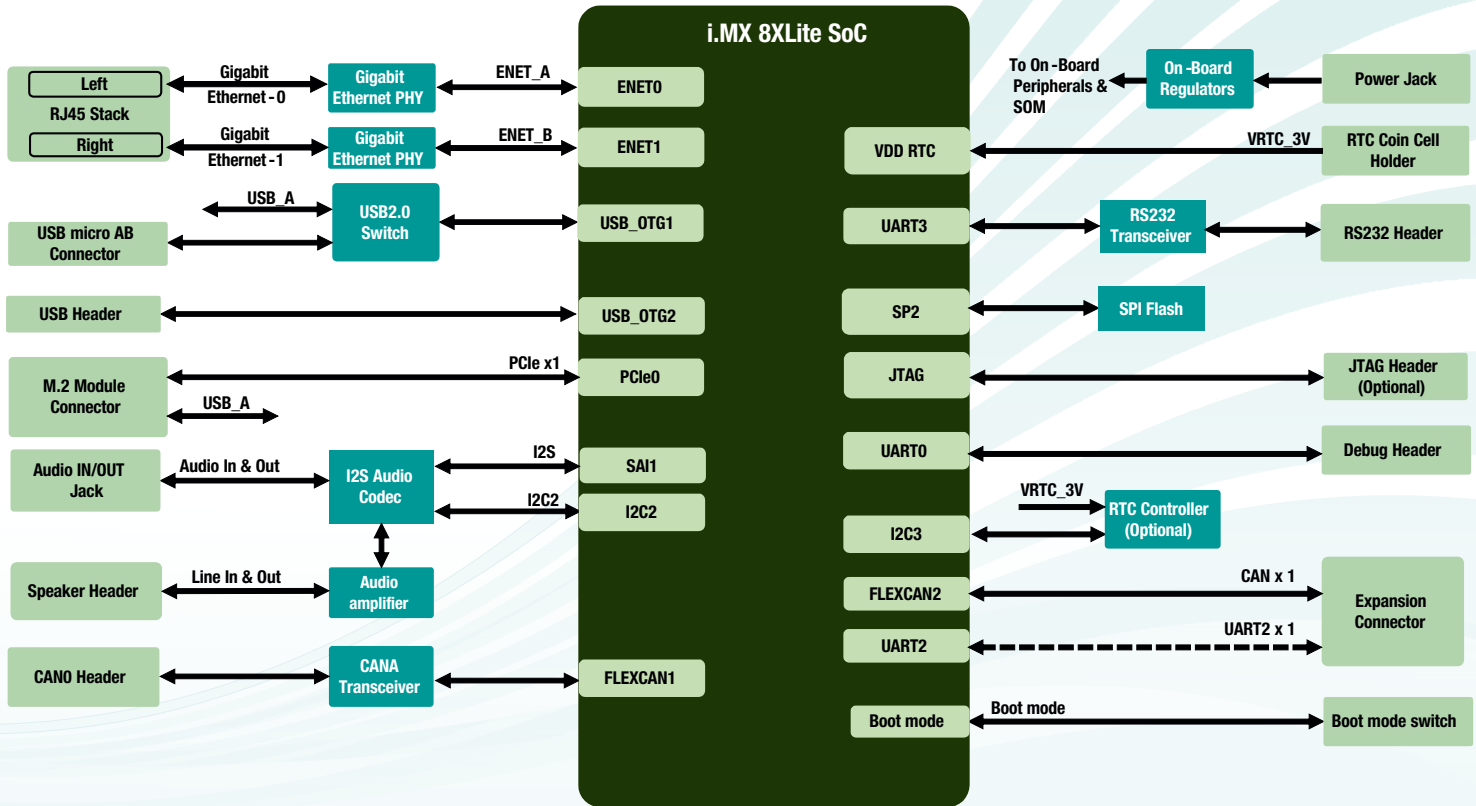 i.MX 8XLite SoC
Left
RJ45 Stack
Right
Gigabit
Ethernet-0
Gigabit
Ethernet PHY
ENET_A
ENET0
Gigabit
Ethernet-1
Gigabit
Ethernet PHY
ENET_B
ENET1
USB_A
USB2.0
Switch
USB_OTG1
USB micro AB
Connector
USB Header
USB_OTG2
M.2 Module
Connector
PCIe x1
PCIe0
USB_A
Audio IN/OUT
Jack
Audio In & Out
I2S Audio
Codec
I2S
SAI1
I2C2
I2C2
Speaker Header
Line In & Out
Audio
amplifier
CAN0 Header
CANA
Transceiver
FLEXCAN1
To On -Board
Peripherals &
SOM
On -Board
Regulators
Power Jack
VDD RTC
VRTC_3V
RTC Coin Cell
Holder
UART3
RS232
Transceiver
RS232 Header
SP2
SPI Flash
JTAG
JTAG Header
(Optional)
UART0
Debug Header
VRTC_3V
RTC Controller
(Optional)
I2C3
FLEXCAN2
CAN x 1
Expansion
Connector
UART2
UART2 x 1
Boot mode
Boot mode
Boot mode switch